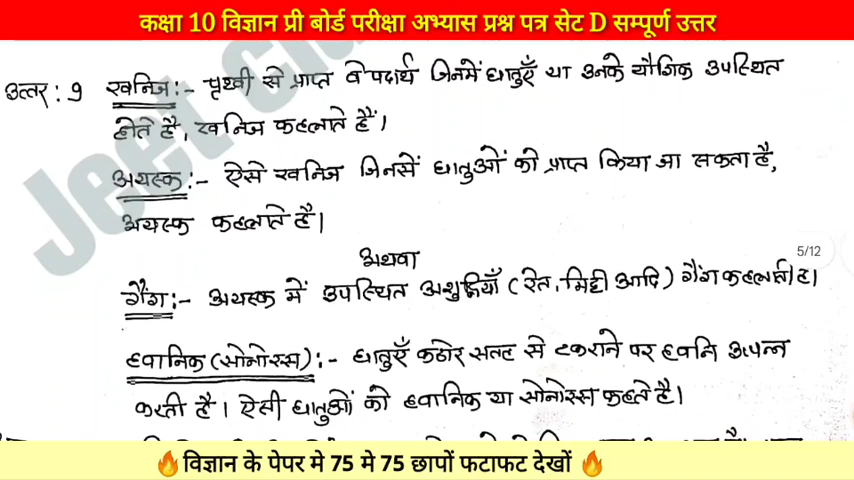 कक्षा 10 विज्ञान प्री बोर्ड परीक्षा अभ्यास प्रश्न पत्र सेट D सम्पूर्ण उत्तर
उत्तर : 9 खनिज :- पृथ्वी से प्राप्त वे पदार्थ जिनमें धातुएँ या उनके यौगिक उपस्थित
होते है, खनिज कहलाते हैं।
अयस्क :- ऐसे खनिज जिनसें धातुओं को प्राप्त किया जा सकता है,
अयस्क कहलाते है।
5/12
अथवा
गैंग :- अयस्क में उपस्थित अशुद्धियाँ (रेत, मिट्टी आदि) गैंग कहलाती है।
ध्वानिक (सोनोरस) :- धातुएँ कठोर सतह से टकराने पर ध्वनि उत्पन्न
करती है। ऐसी धातुओं को ध्वानिक या सोनोरस कहते है।
🔥विज्ञान के पेपर मे 75 मे 75 छापों फटाफट देखों 🔥